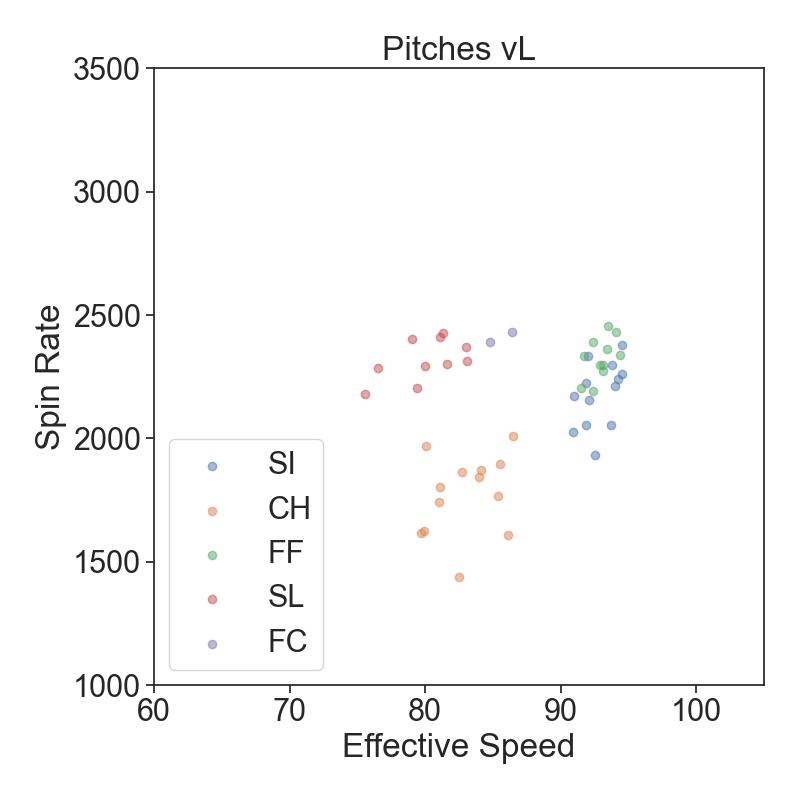 Pitches vL
3500
3000
2500
2000
1500
1000
Spin Rate
SI
CH
FF
SL
FC
60 70 80 90 100
Effective Speed